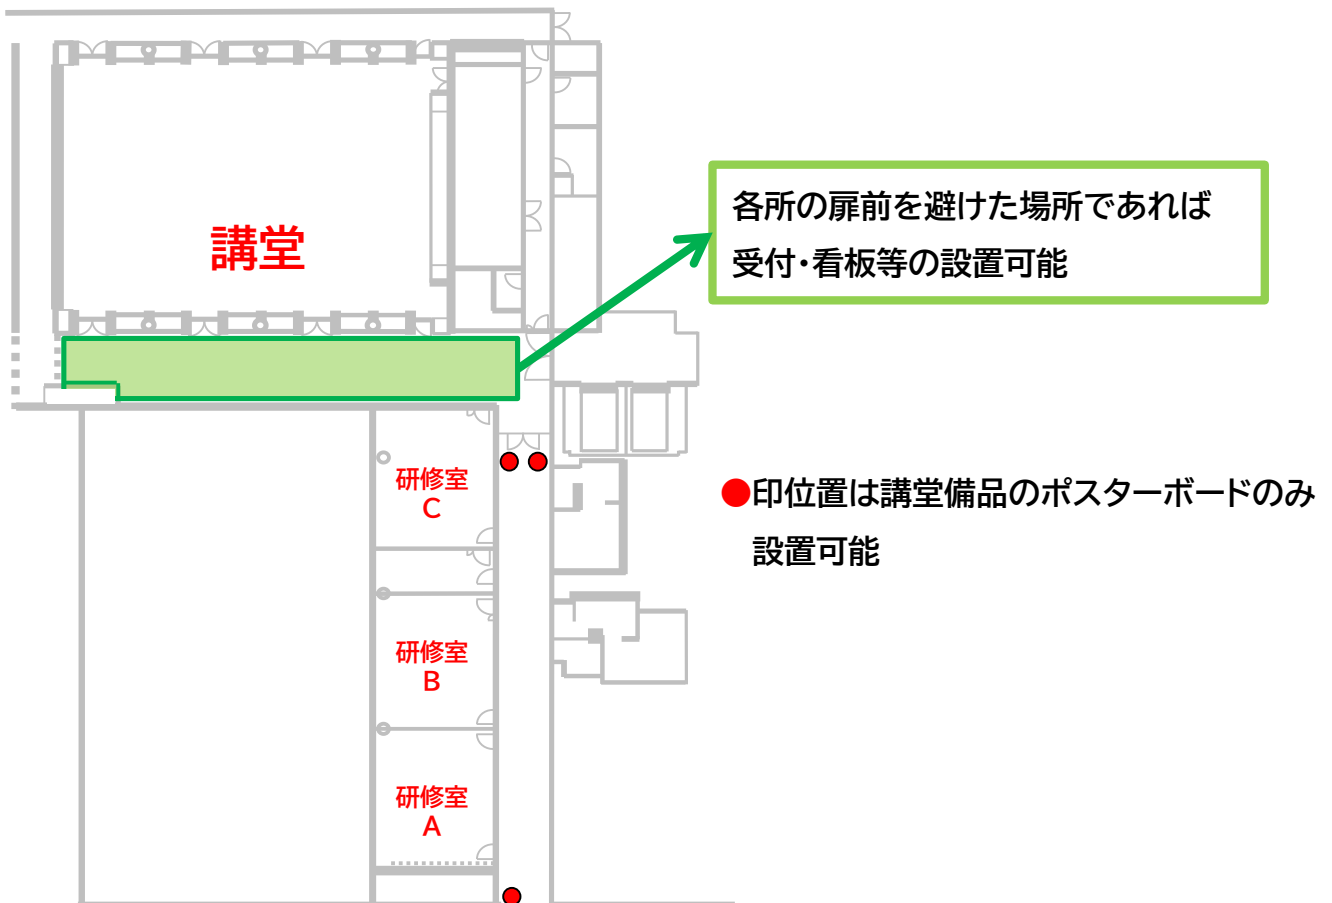 講堂
各所の扉前を避けた場所であれば
受付・看板等の設置可能
研修室
C
●印位置は講堂備品のポスターボードのみ
設置可能
研修室
B
研修室
A